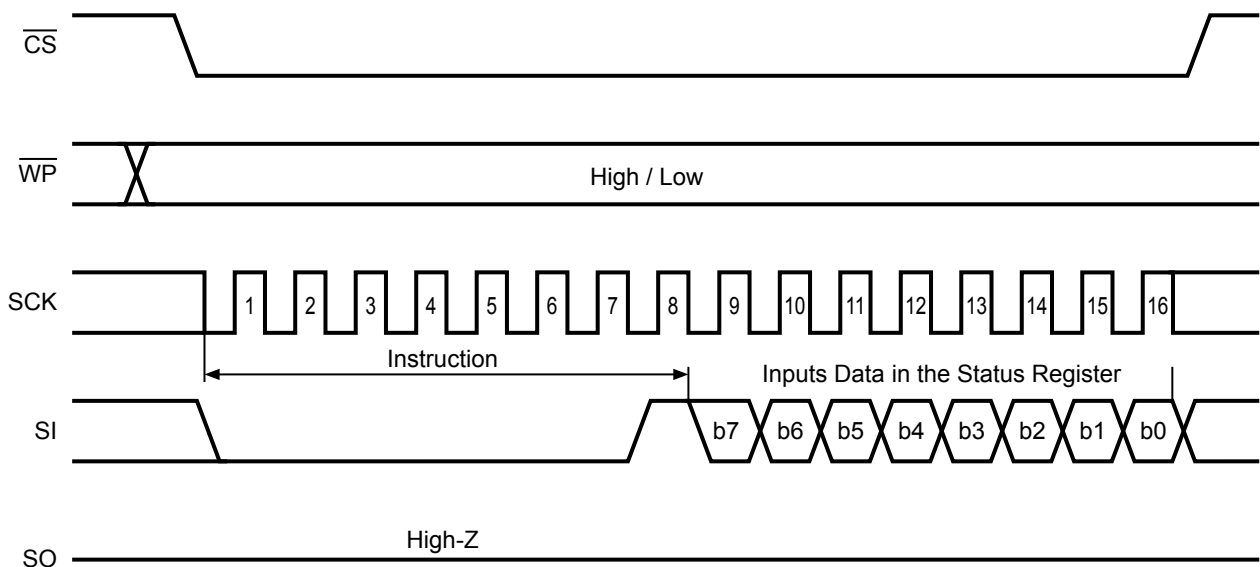 CS
WP
High / Low
SCK
1 2 3 4 5 6 7 8 9 10 11 12 13 14 15 16
Instruction
Inputs Data in the Status Register
SI
b7 b6 b5 b4 b3 b2 b1 b0
High-Z
SO